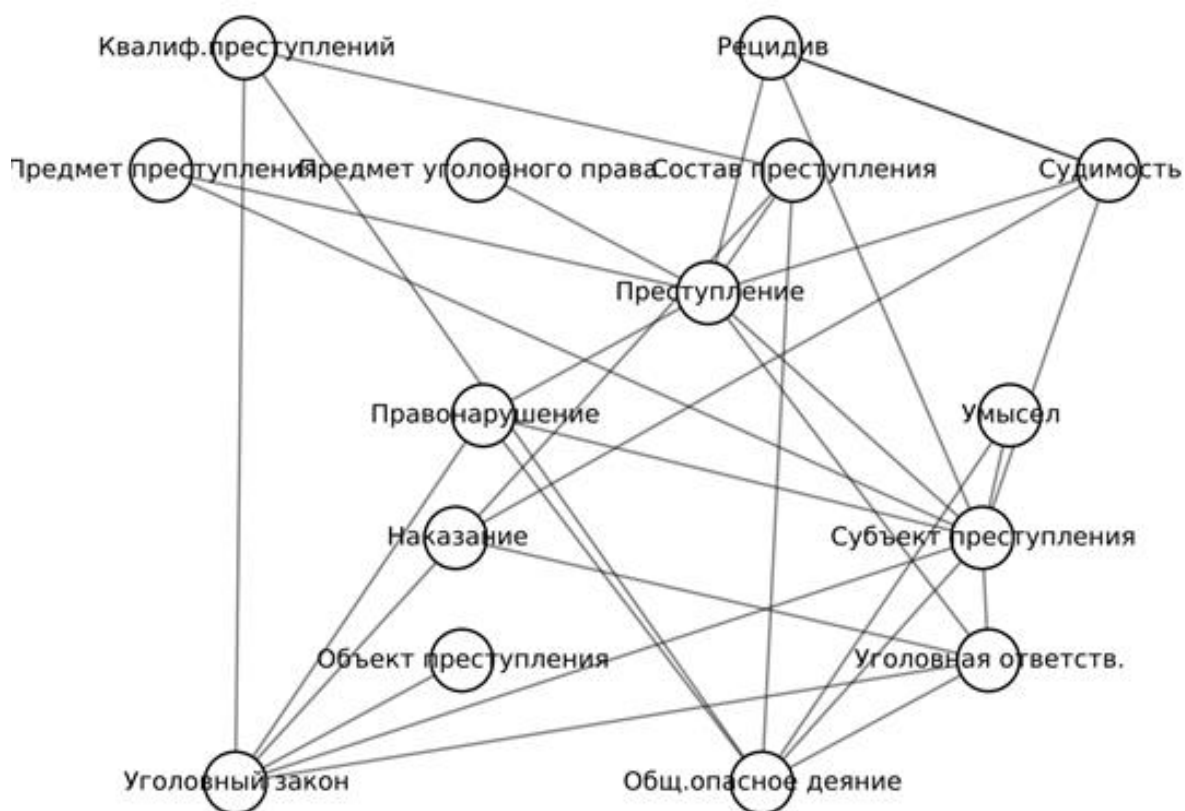 Квалиф.преступлений
Рецидив
Предмет преступления
Предмет уголовного права
Состав преступления
Судимость
Преступление
Правонарушение
Умысел
Наказание
Субъект преступления
Объект преступления
Уголовная ответств.
Уголовный закон
Общ.опасное деяние